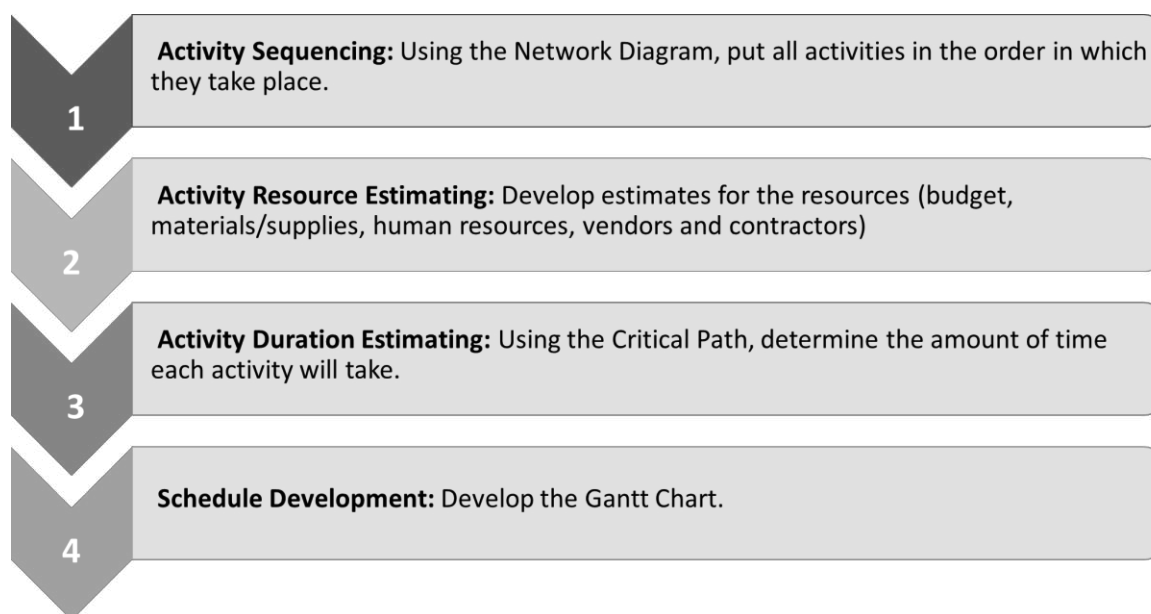 Activity Sequencing: Using the Network Diagram, put all activities in the order in which
they take place.
1
Activity Resource Estimating: Develop estimates for the resources (budget,
materials/supplies, human resources, vendors and contractors)
2
Activity Duration Estimating: Using the Critical Path, determine the amount of time
each activity will take.
3
Schedule Development: Develop the Gantt Chart.
4